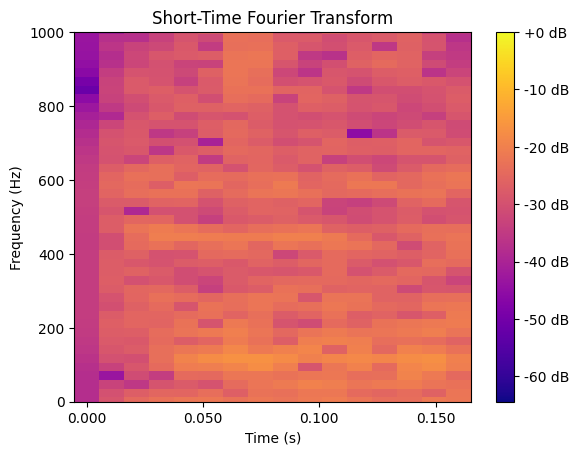 Short-Time Fourier Transform
1000
800
600
400
200
0
Frequency (Hz)
0.000
0.050
0.100
0.150
Time (s)
+0 dB
-10 dB
-20 dB
-30 dB
-40 dB
-50 dB
-60 dB